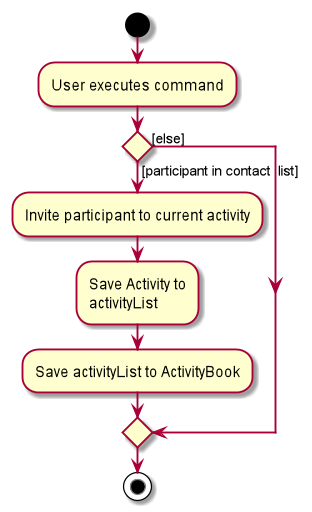 User executes command
[else]
[participant in contact list]
Invite participant to current activity
Save Activity to
activityList
Save activityList to ActivityBook